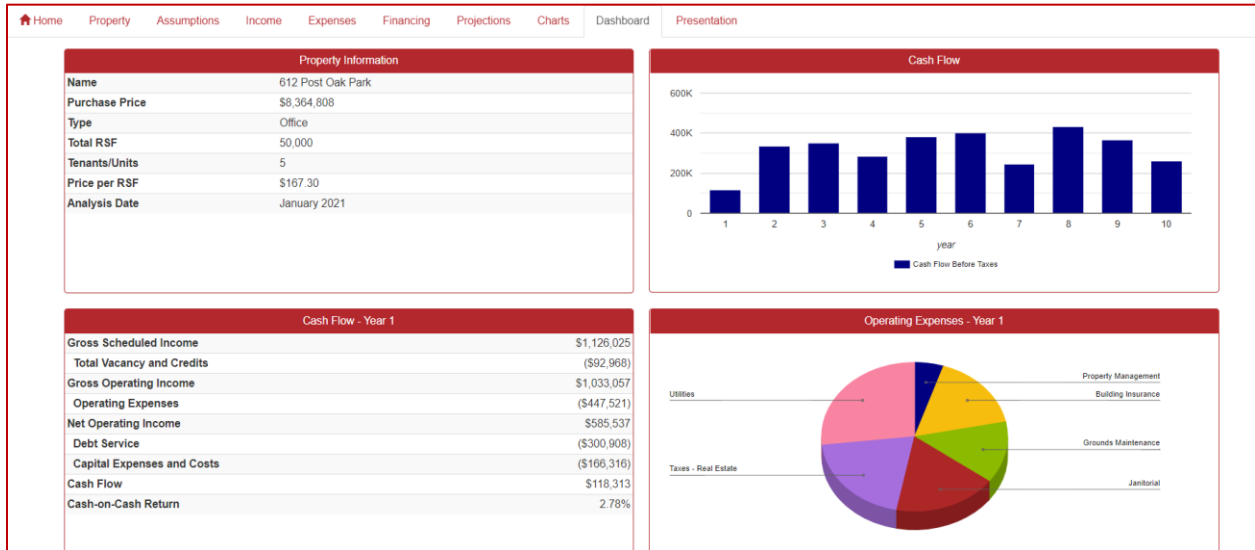 Home Property Assumptions Income Expenses Financing Projections Charts Dashboard Presentation
Property Information
Name 612 Post Oak Park
Purchase Price $8,364,808
Type Office
Total RSF 50,000
Tenants/Units 5
Price per RSF $167.30
Analysis Date January 2021
Cash Flow
600K
400K
200K
0
1 2 3 4 5 6 7 8 9 10
year
Cash Flow Before Taxes
Cash Flow - Year 1
Gross Scheduled Income $1,126,025
Total Vacancy and Credits ($92,968)
Gross Operating Income $1,033,057
Operating Expenses ($447,521)
Net Operating Income $585,537
Debt Service ($300,908)
Capital Expenses and Costs ($166,316)
Cash Flow $118,313
Cash-on-Cash Return 2.78%
Operating Expenses - Year 1
Property Management
Utilities
Building Insurance
Grounds Maintenance
Taxes - Real Estate
Janitorial